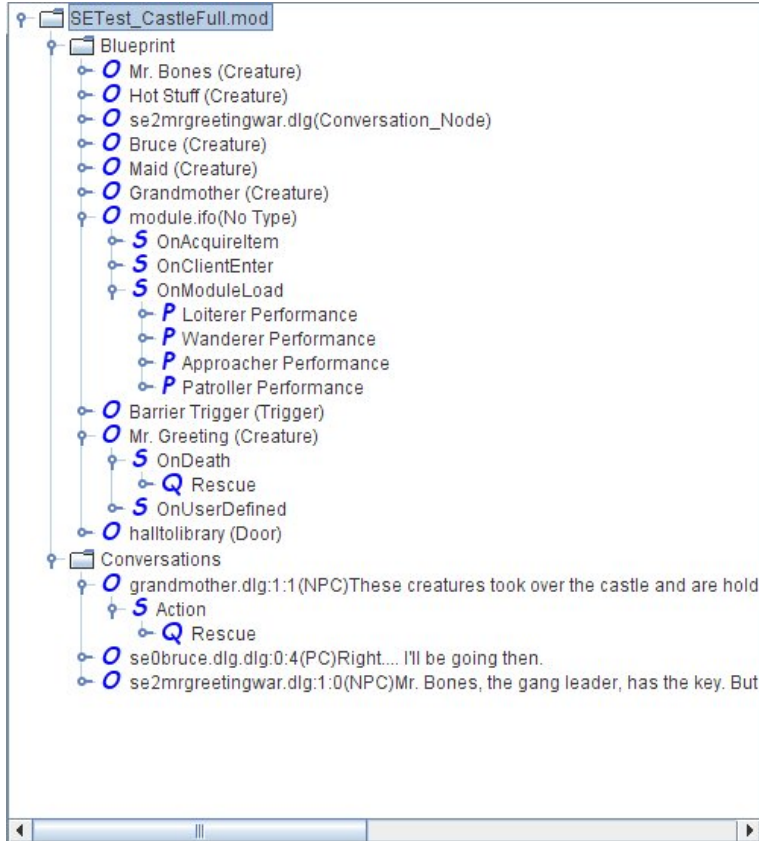 SETest_CastleFull.mod
Blueprint
O Mr. Bones (Creature)
O Hot Stuff (Creature)
O se2mrgreetingwar.dlg(Conversation_Node)
O Bruce (Creature)
O Maid (Creature)
O Grandmother (Creature)
O module.ifo(No Type)
S OnAcquireItem
S OnClientEnter
S OnModuleLoad
P Loiterer Performance
P Wanderer Performance
P Approacher Performance
P Patroller Performance
O Barrier Trigger (Trigger)
O Mr. Greeting (Creature)
S OnDeath
Q Rescue
S OnUserDefined
O halltolibrary (Door)
Conversations
O grandmother.dlg:1:1(NPC)These creatures took over the castle and are hold
S Action
Q Rescue
O se0bruce.dlg.dlg:0:4(PC)Right.... I'll be going then.
O se2mrgreetingwar.dlg:1:0(NPC)Mr. Bones, the gang leader, has the key. But